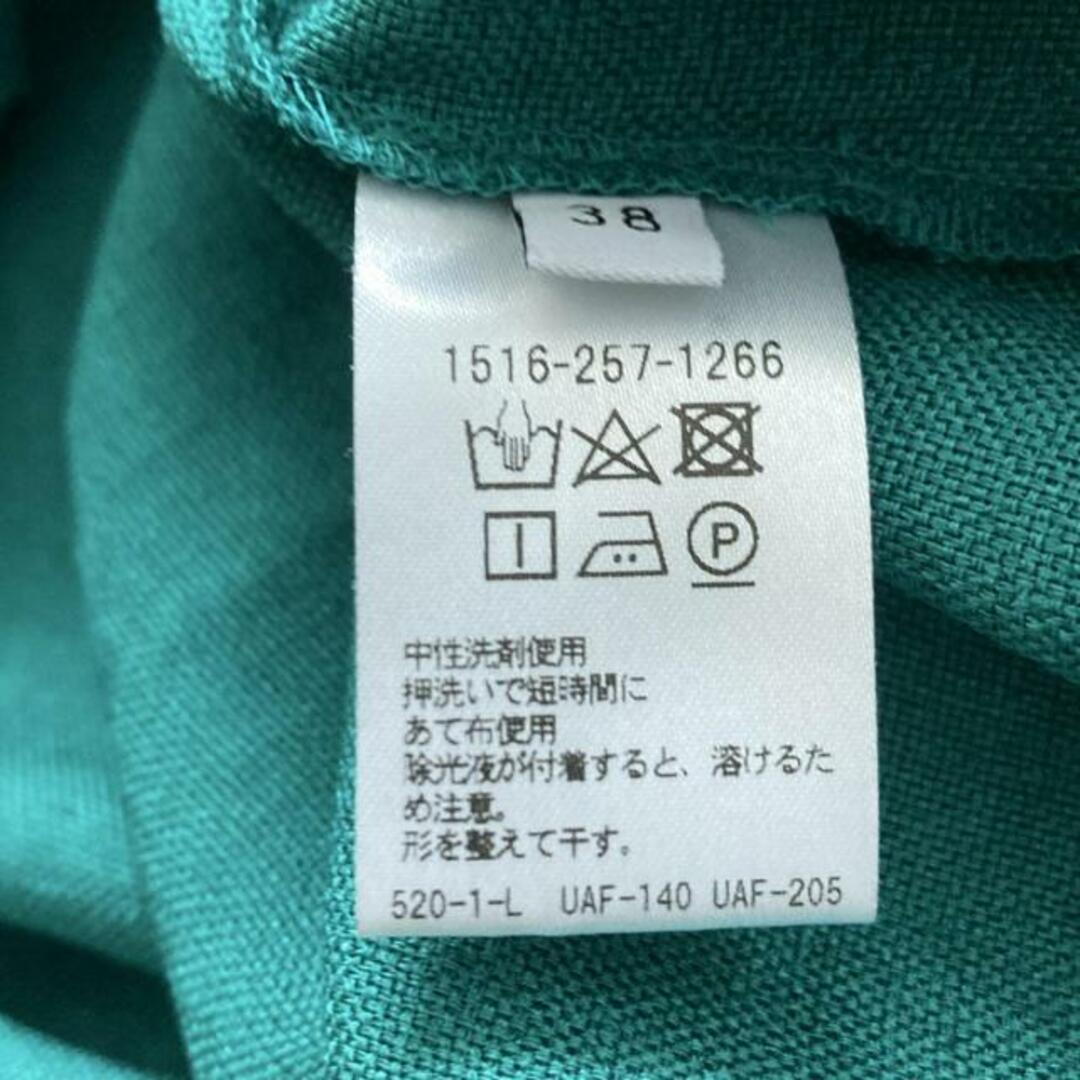 38
1516-257-1266
P
中性洗剤使用
押洗いで短時間に
あて布使用
除光液が付着すると、溶けるた
め注意。
形を整えて干す。
520-1-L UAF-140 UAF-205